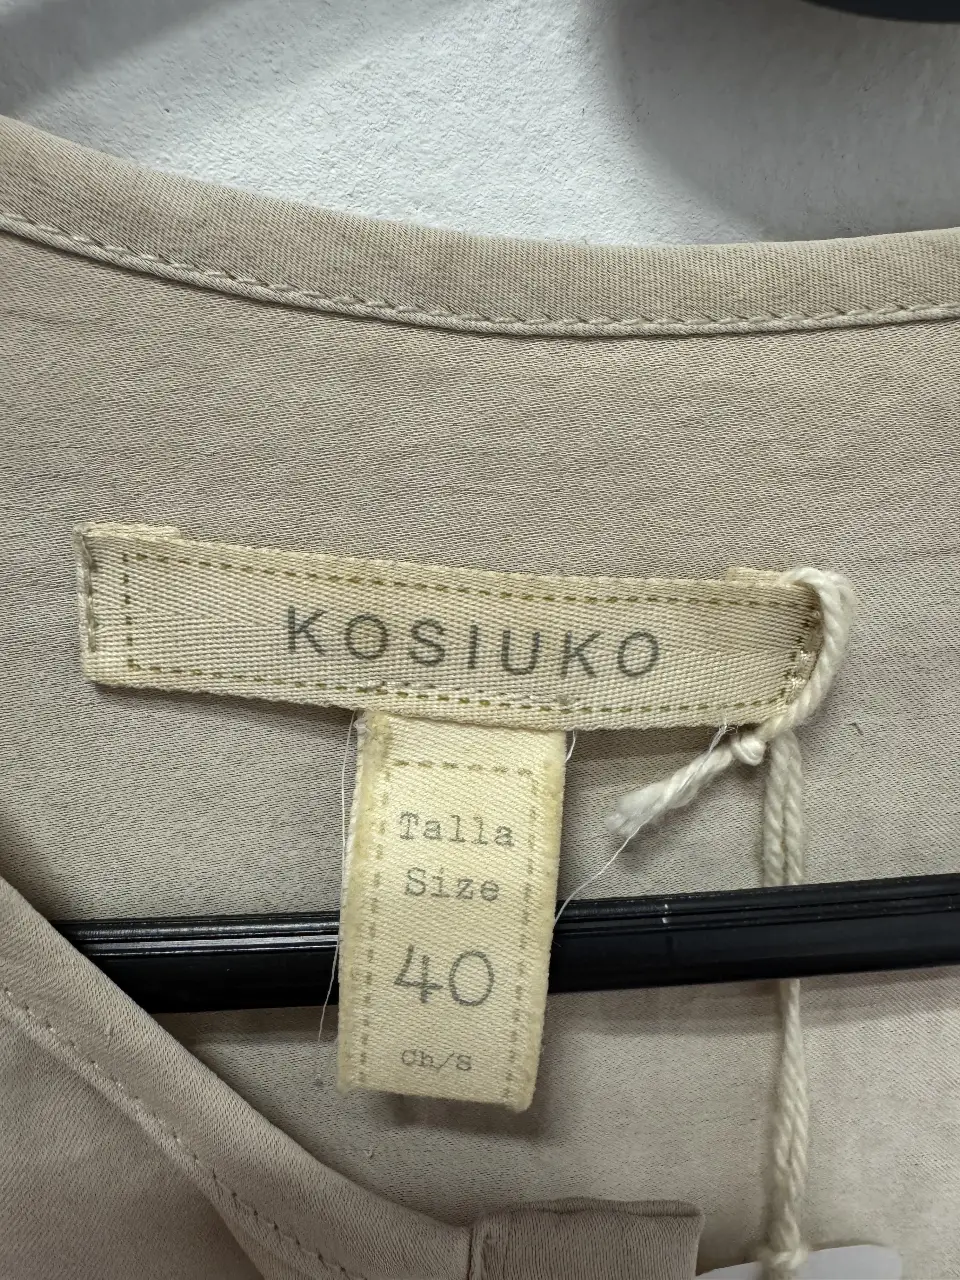 KOSIUKO
Talla
Size
40
Ch/S